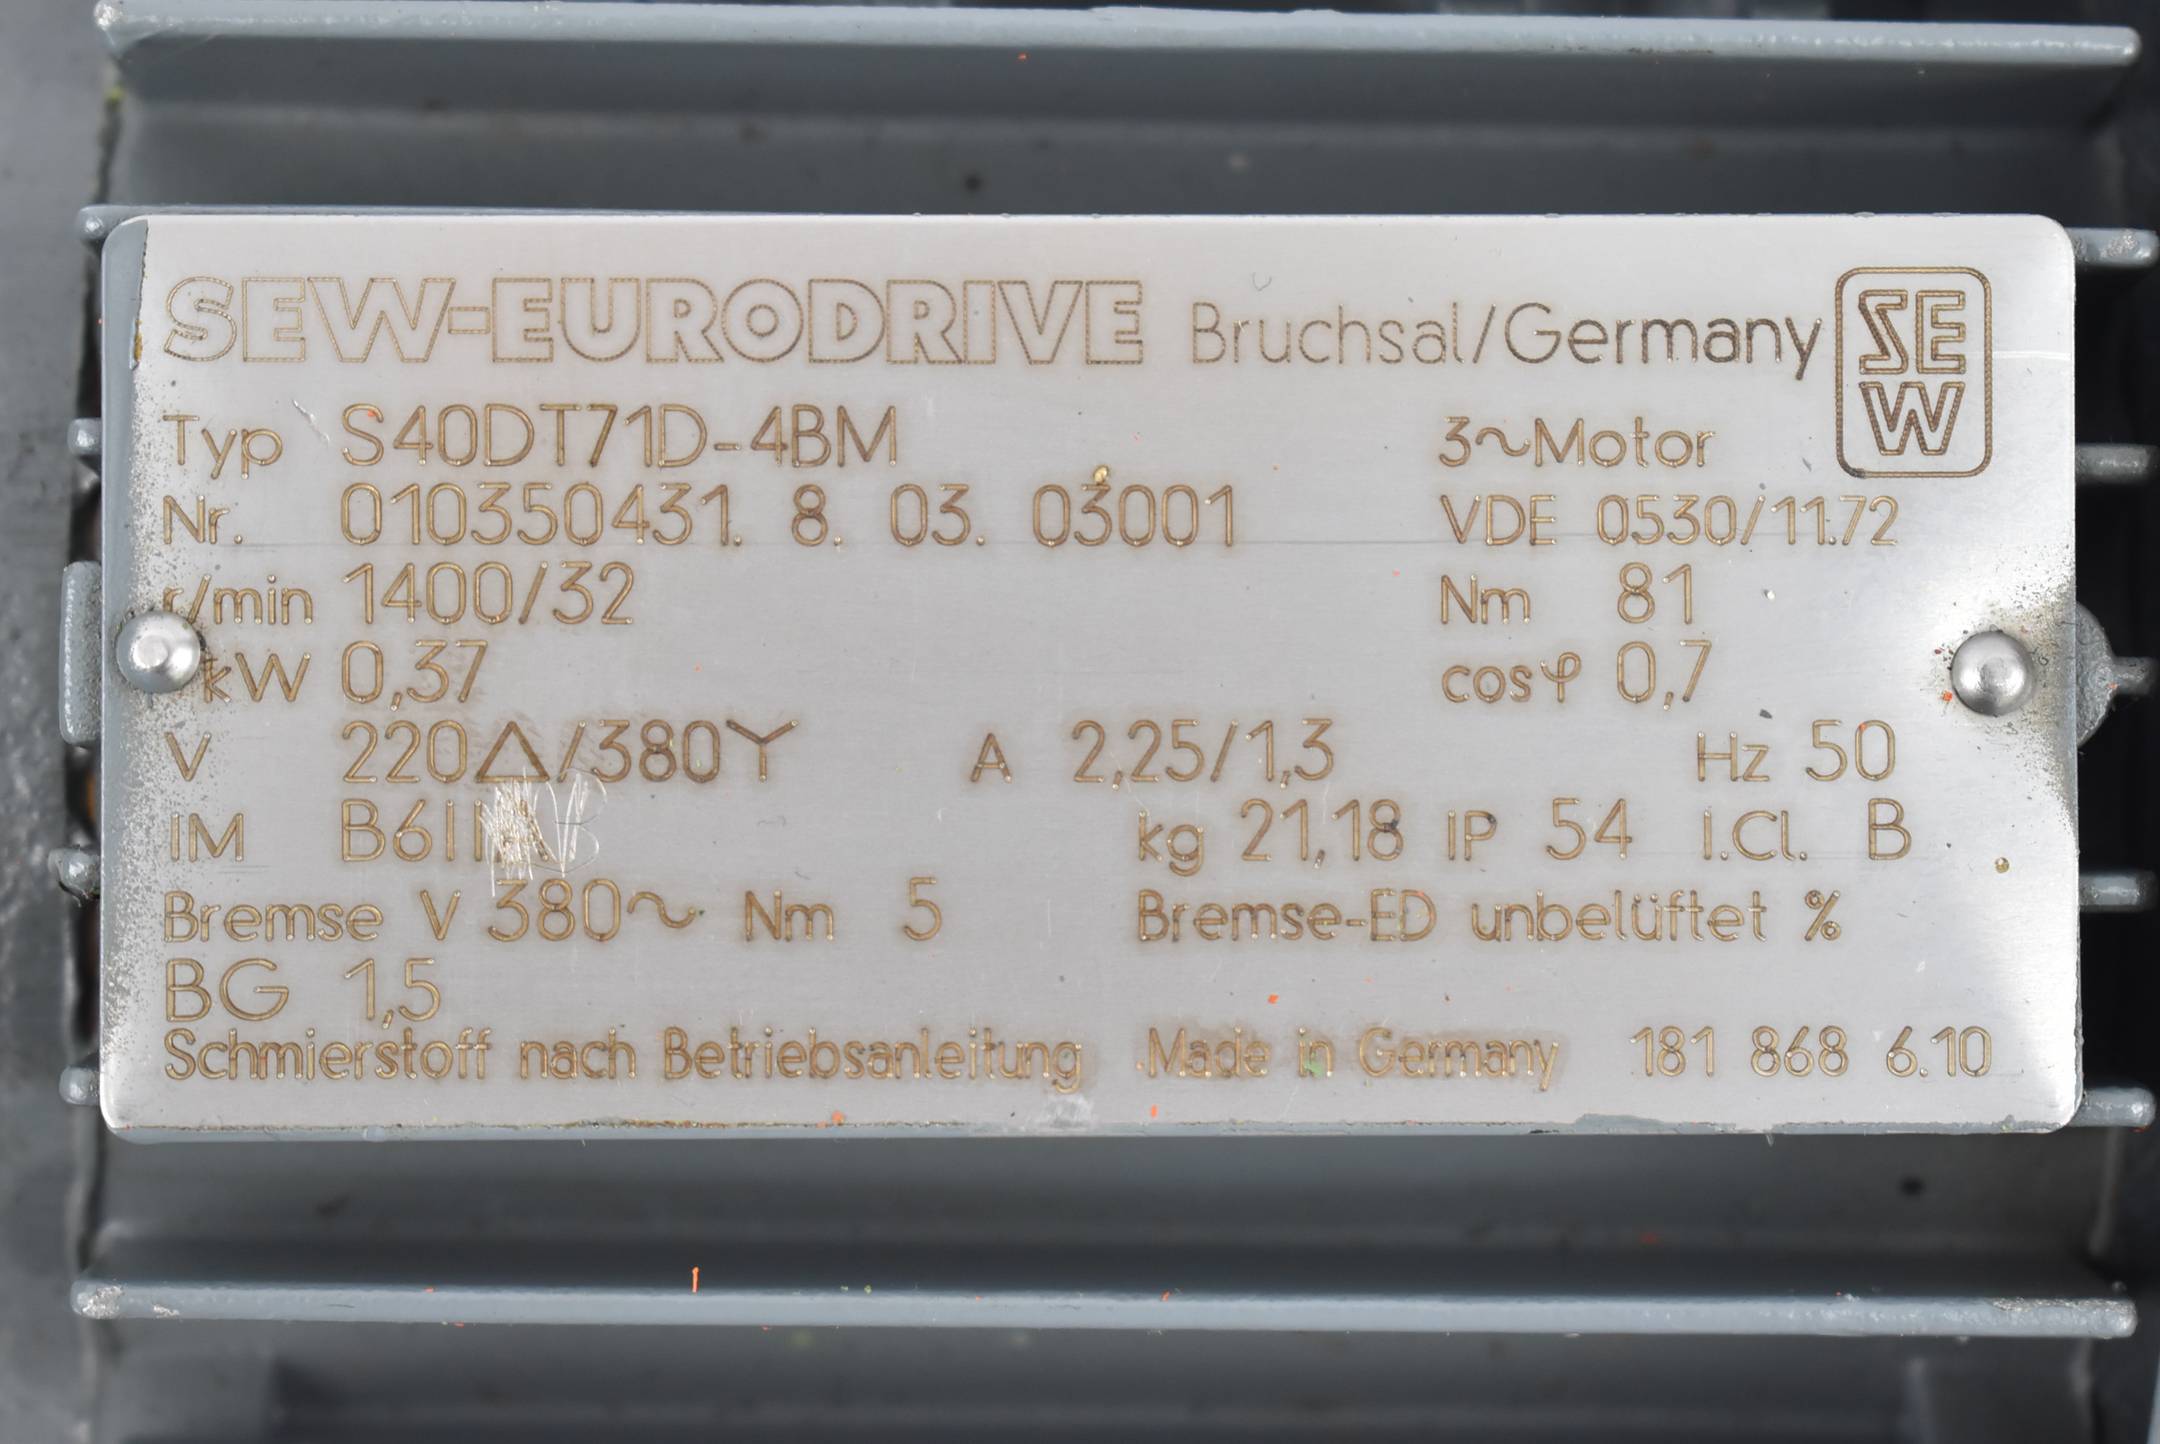 SEW-EURODRIVE Bruchsal/Germany SEW
Typ S40DT71D-4BM 3~Motor
Nr. 010350431. 8. 03. 03001 VDE 0530/11.72
r/min 1400/32 Nm 81
kW 0,37 cosφ 0,7
V 220△/380Y A 2,25/1,3 Hz 50
IM kg 21,18 IP 54 I.Cl. B
Bremse V 380~ Nm 5 Bremse-ED unbelüftet %
BG 1,5
Schmierstoff nach Betriebsanleitung Made in Germany 181 868 6.10